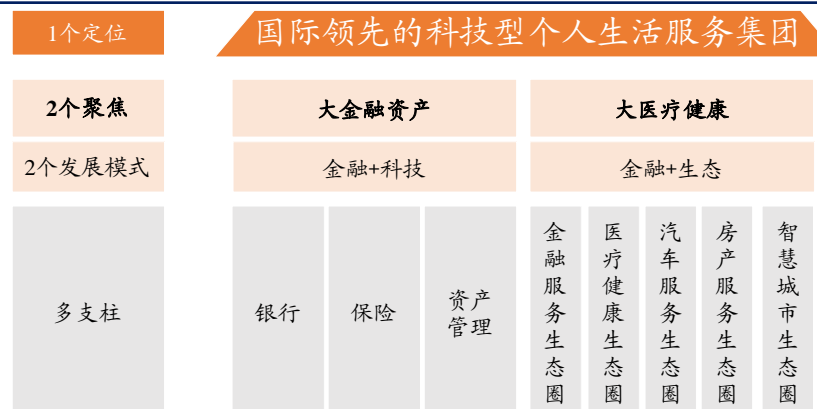 1个定位
国际领先的科技型个人生活服务集团
2个聚焦
大金融资产
大医疗健康
2个发展模式
金融+科技
金融+生态
多支柱
银行
保险
资产
管理
金融服务生态圈
医疗健康生态圈
汽车服务生态圈
房产服务生态圈
智慧城市生态圈